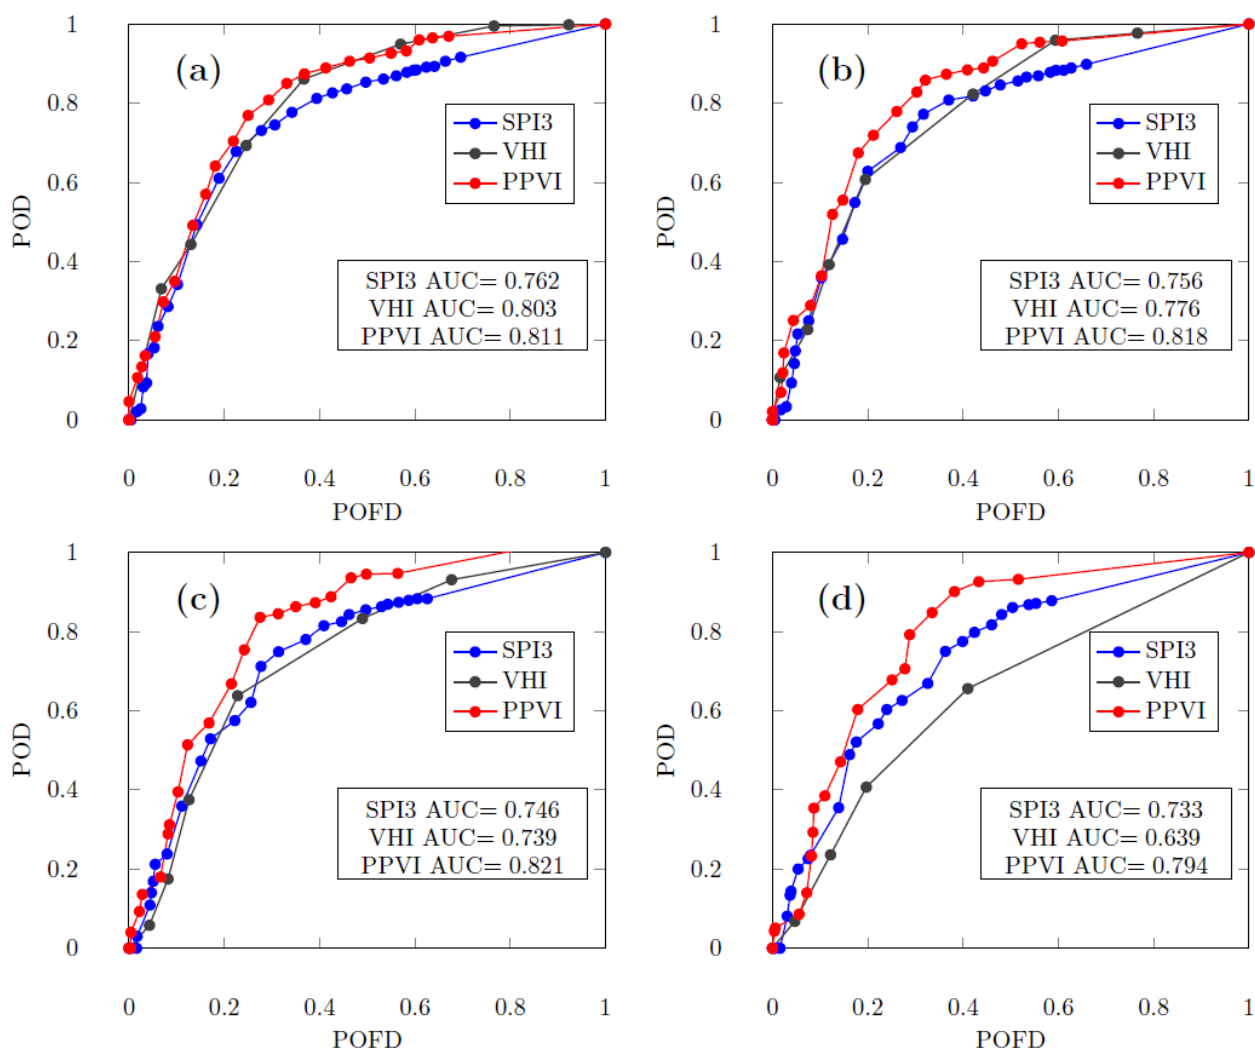 (a)
1
0.8
0.6
0.4
0.2
0
POD
SPI3
VHI
PPVI
SPI3 AUC= 0.762
VHI AUC= 0.803
PPVI AUC= 0.811
0 0.2 0.4 0.6 0.8 1
POFD
(b)
1
0.8
0.6
0.4
0.2
0
POD
SPI3
VHI
PPVI
SPI3 AUC= 0.756
VHI AUC= 0.776
PPVI AUC= 0.818
0 0.2 0.4 0.6 0.8 1
POFD
(c)
1
0.8
0.6
0.4
0.2
0
POD
SPI3
VHI
PPVI
SPI3 AUC= 0.746
VHI AUC= 0.739
PPVI AUC= 0.821
0 0.2 0.4 0.6 0.8 1
POFD
(d)
1
0.8
0.6
0.4
0.2
0
POD
SPI3
VHI
PPVI
SPI3 AUC= 0.733
VHI AUC= 0.639
PPVI AUC= 0.794
0 0.2 0.4 0.6 0.8 1
POFD